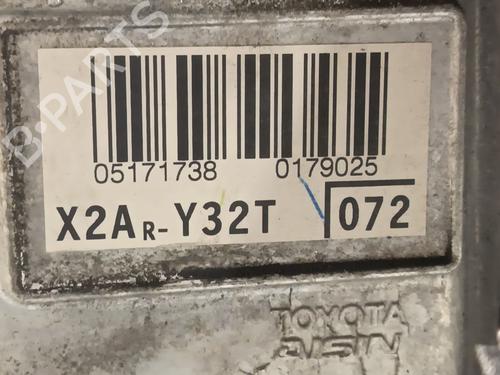 B-PARTS
05171738 0179025
X2AR-Y32T 072
TOYOTA
AISIN